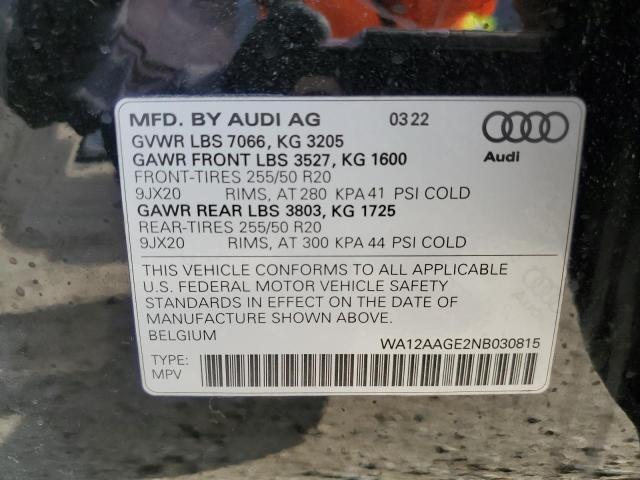 MFD. BY AUDI AG 03 22
GVWR LBS 7066, KG 3205
GAWR FRONT LBS 3527, KG 1600
FRONT-TIRES 255/50 R20
9JX20 RIMS, AT 280 KPA 41 PSI COLD
GAWR REAR LBS 3803, KG 1725
REAR-TIRES 255/50 R20
9JX20 RIMS, AT 300 KPA 44 PSI COLD
Audi
THIS VEHICLE CONFORMS TO ALL APPLICABLE
U.S. FEDERAL MOTOR VEHICLE SAFETY
STANDARDS IN EFFECT ON THE DATE OF
MANUFACTURE SHOWN ABOVE.
BELGIUM WA12AAGE2NB030815
TYPE:
MPV